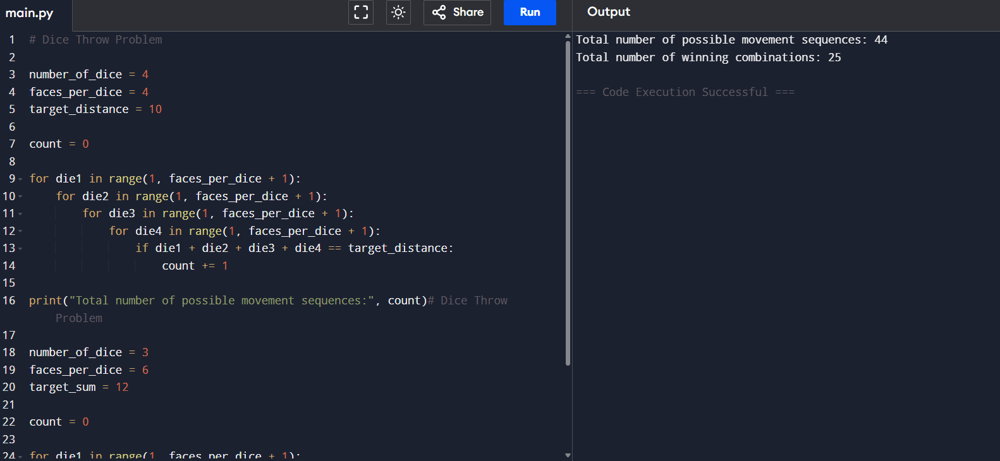 main.py
Share
Run
Output
1 # Dice Throw Problem
2
3 number_of_dice = 4
4 faces_per_dice = 4
5 target_distance = 10
6
7 count = 0
8
9 for die1 in range(1, faces_per_dice + 1):
10     for die2 in range(1, faces_per_dice + 1):
11         for die3 in range(1, faces_per_dice + 1):
12             for die4 in range(1, faces_per_dice + 1):
13                 if die1 + die2 + die3 + die4 == target_distance:
14                     count += 1
15
16 print("Total number of possible movement sequences:", count)# Dice Throw
Problem
17
18 number_of_dice = 3
19 faces_per_dice = 6
20 target_sum = 12
21
22 count = 0
23
24 for die1 in range(1, faces_per_dice + 1):
Total number of possible movement sequences: 44
Total number of winning combinations: 25
=== Code Execution Successful ===